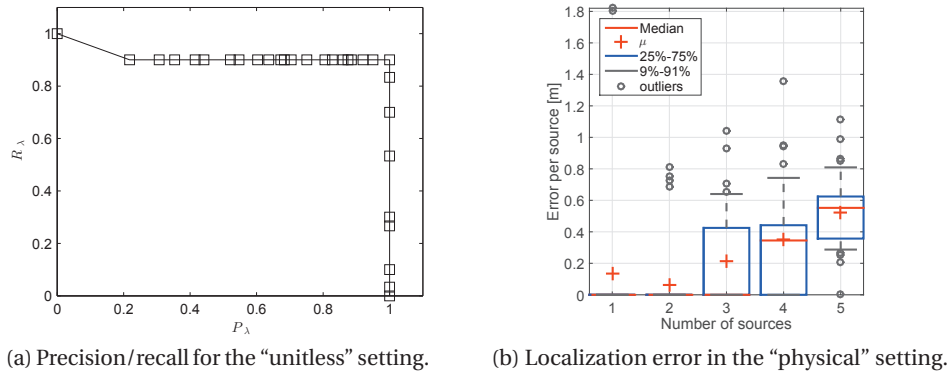 1
0.8
0.6
0.4
0.2
0
R λ
0 0.2 0.4 0.6 0.8 1
P λ
(a) Precision/recall for the “unitless” setting.
1.8
1.6
1.4
1.2
1
0.8
0.6
0.4
0.2
0
Error per source [m]
Median
μ
25%-75%
9%-91%
outliers
1 2 3 4 5
Number of sources
(b) Localization error in the “physical” setting.